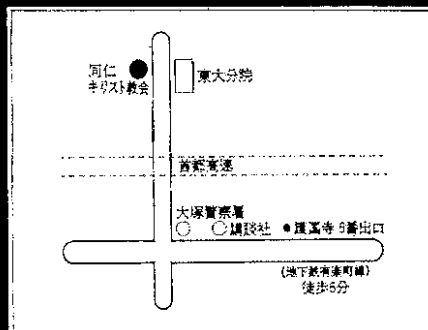 同仁
キリスト教会
東大分院
首都高速
大塚警察署
講談社
護国寺 6番出口
(地下鉄有楽町線)
徒歩6分